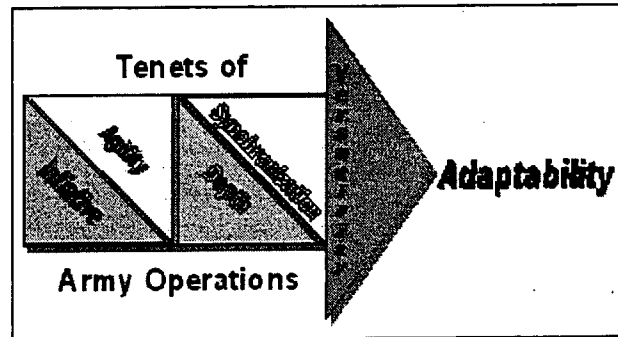 Tenets of
Initiative
Agility
Depth
Synchronization
Adaptability
Army Operations